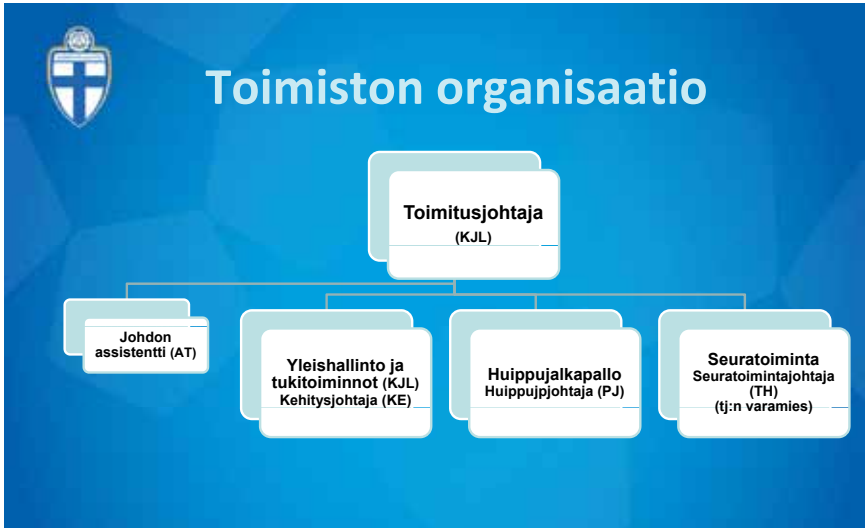 Toimiston organisaatio
Toimitusjohtaja
(KJL)
Johdon
assistentti (AT)
Yleishallinto ja
tukitoiminnot (KJL)
Kehitysjohtaja (KE)
Huippujalkapallo
Huippujpjohtaja (PJ)
Seuratoiminta
Seuratoimintajohtaja
(TH)
(tj:n varamies)